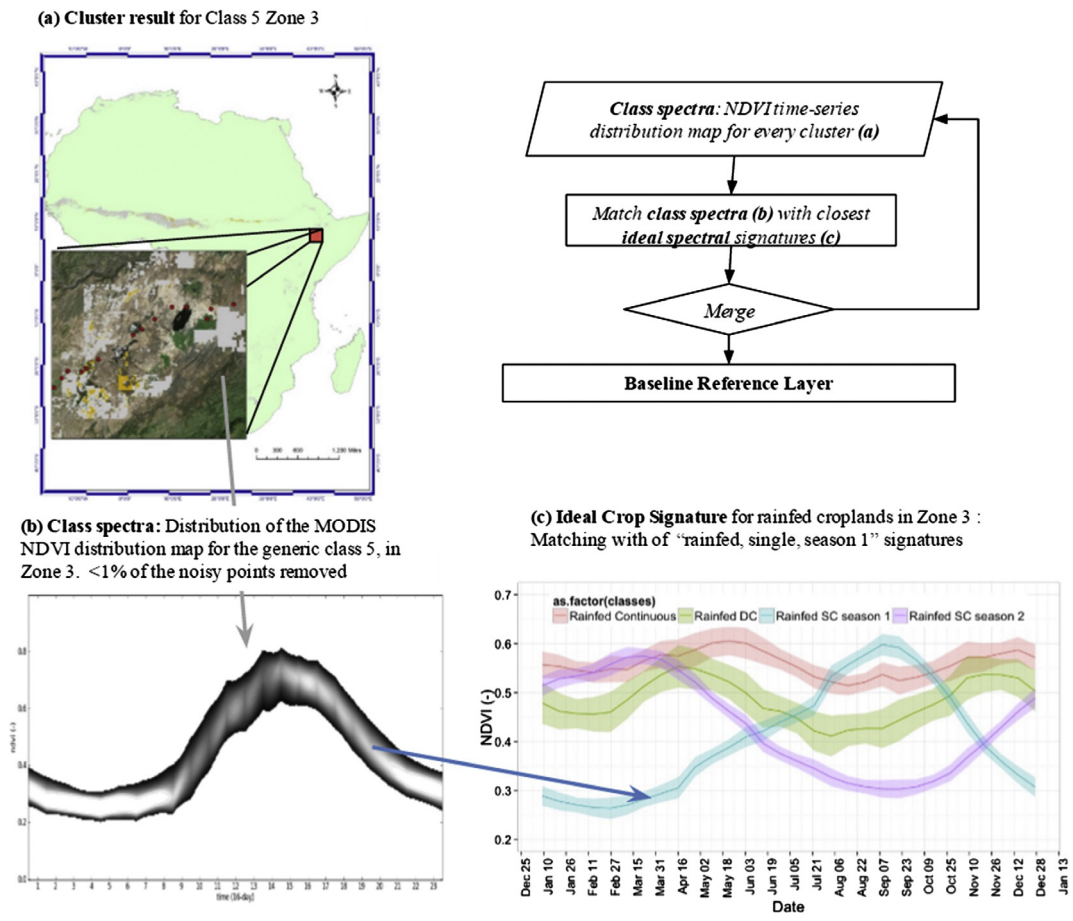 (a) Cluster result for Class 5 Zone 3
N
0 300 600 1,200 Miles
Class spectra: NDVI time-series
distribution map for every cluster (a)
Match class spectra (b) with closest
ideal spectral signatures (c)
Merge
Baseline Reference Layer
(b) Class spectra: Distribution of the MODIS
NDVI distribution map for the generic class 5, in
Zone 3. <1% of the noisy points removed
0.8
0.6
0.4
0.2
0.0
ndvi (-)
1 2 3 4 5 6 7 8 9 10 11 12 13 14 15 16 17 18 19 20 21 22 23
time (16-day)
(c) Ideal Crop Signature for rainfed croplands in Zone 3 :
Matching with of “rainfed, single, season 1” signatures
as.factor(classes)
Rainfed Continuous Rainfed DC Rainfed SC season 1 Rainfed SC season 2
0.7
0.6
0.5
0.4
0.3
0.2
NDVI (-)
Dec 25 Jan 10 Jan 26 Feb 11 Feb 27 Mar 15 Mar 31 Apr 16 May 02 May 18 Jun 03 Jun 19 Jul 05 Jul 21 Aug 06 Aug 22 Sep 07 Sep 23 Oct 09 Oct 25 Nov 10 Nov 26 Dec 12 Dec 28 Jan 13
Date